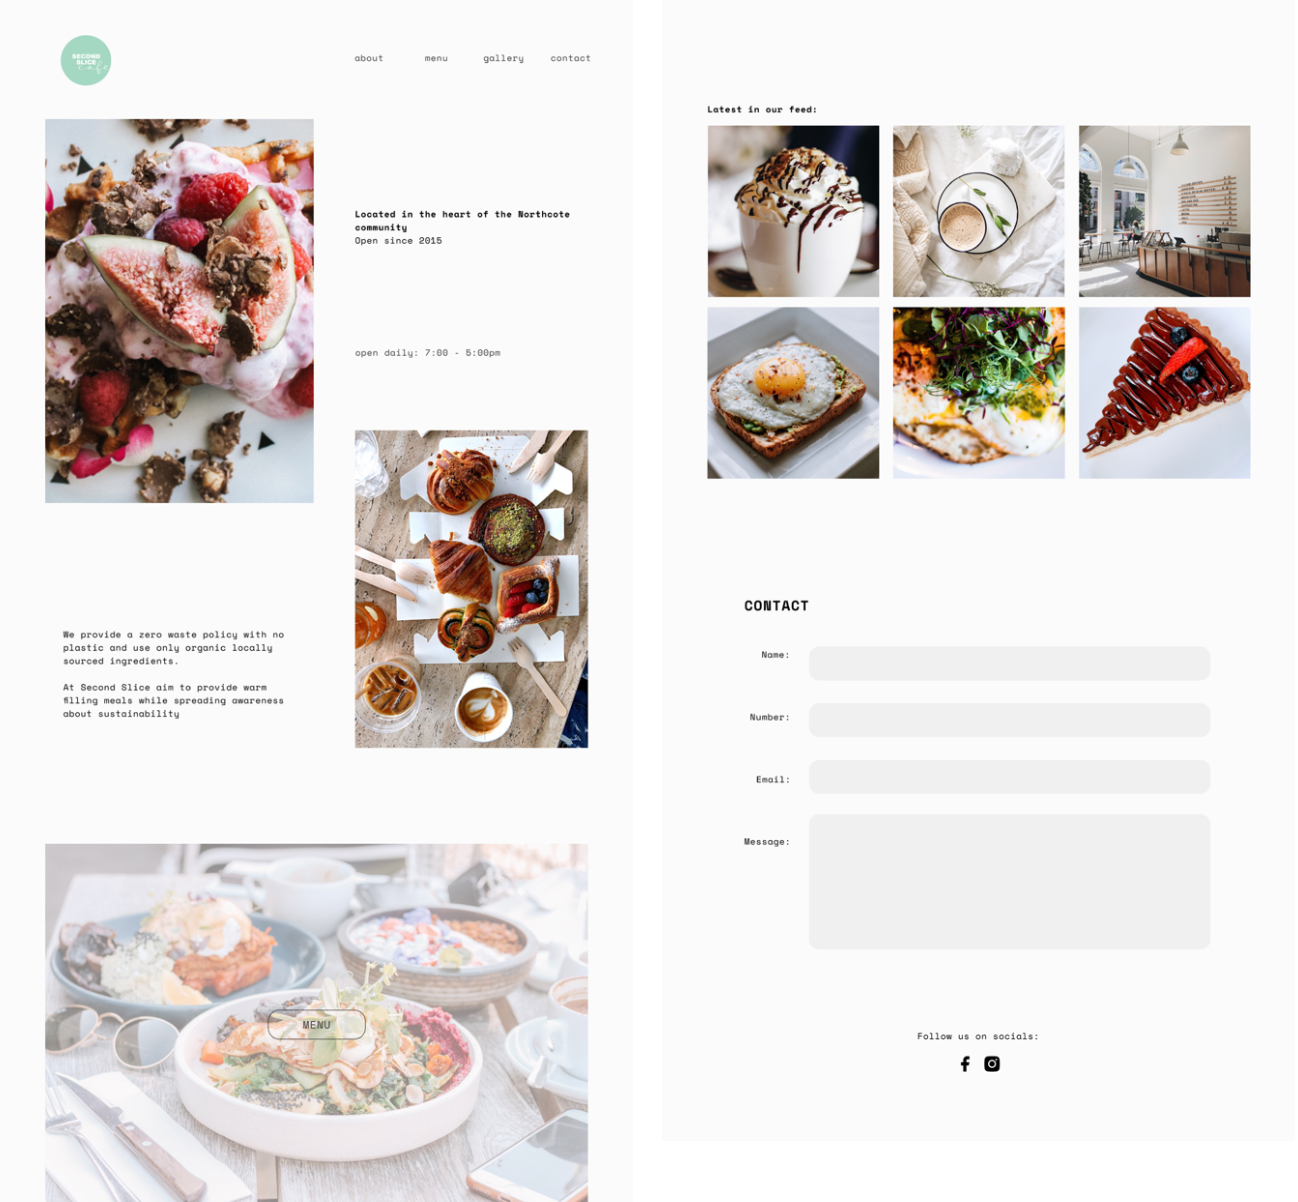 SECOND
SLICE
cafe
about menu gallery contact
Located in the heart of the Northcote
community
Open since 2015
open daily: 7:00 - 5:00pm
We provide a zero waste policy with no
plastic and use only organic locally
sourced ingredients.
At Second Slice aim to provide warm
filling meals while spreading awareness
about sustainability
MENU
Latest in our feed:
CONTACT
Name:
Number:
Email:
Message:
Follow us on socials: